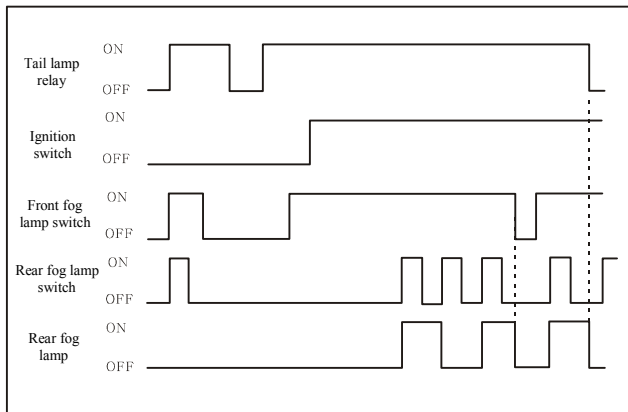 ON
Tail lamp
relay
OFF
ON
Ignition
switch
OFF
ON
Front fog
lamp switch
OFF
ON
Rear fog lamp
switch
OFF
ON
Rear fog
lamp
OFF